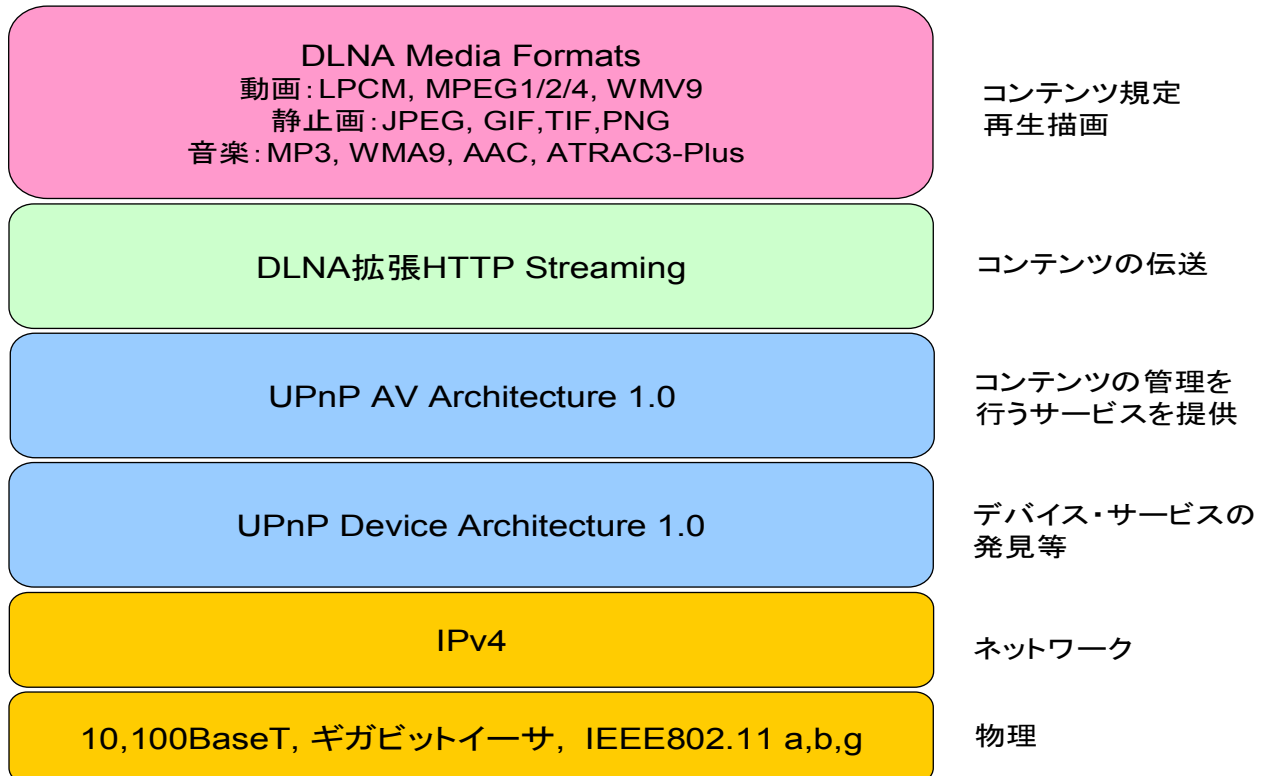 DLNA Media Formats
動画：LPCM, MPEG1/2/4, WMV9
静止画：JPEG, GIF,TIF,PNG
音楽：MP3, WMA9, AAC, ATRAC3-Plus
コンテンツ規定
再生描画
DLNA拡張HTTP Streaming
コンテンツの伝送
UPnP AV Architecture 1.0
コンテンツの管理を
行うサービスを提供
UPnP Device Architecture 1.0
デバイス・サービスの
発見等
IPv4
ネットワーク
10,100BaseT, ギガビットイーサ, IEEE802.11 a,b,g
物理